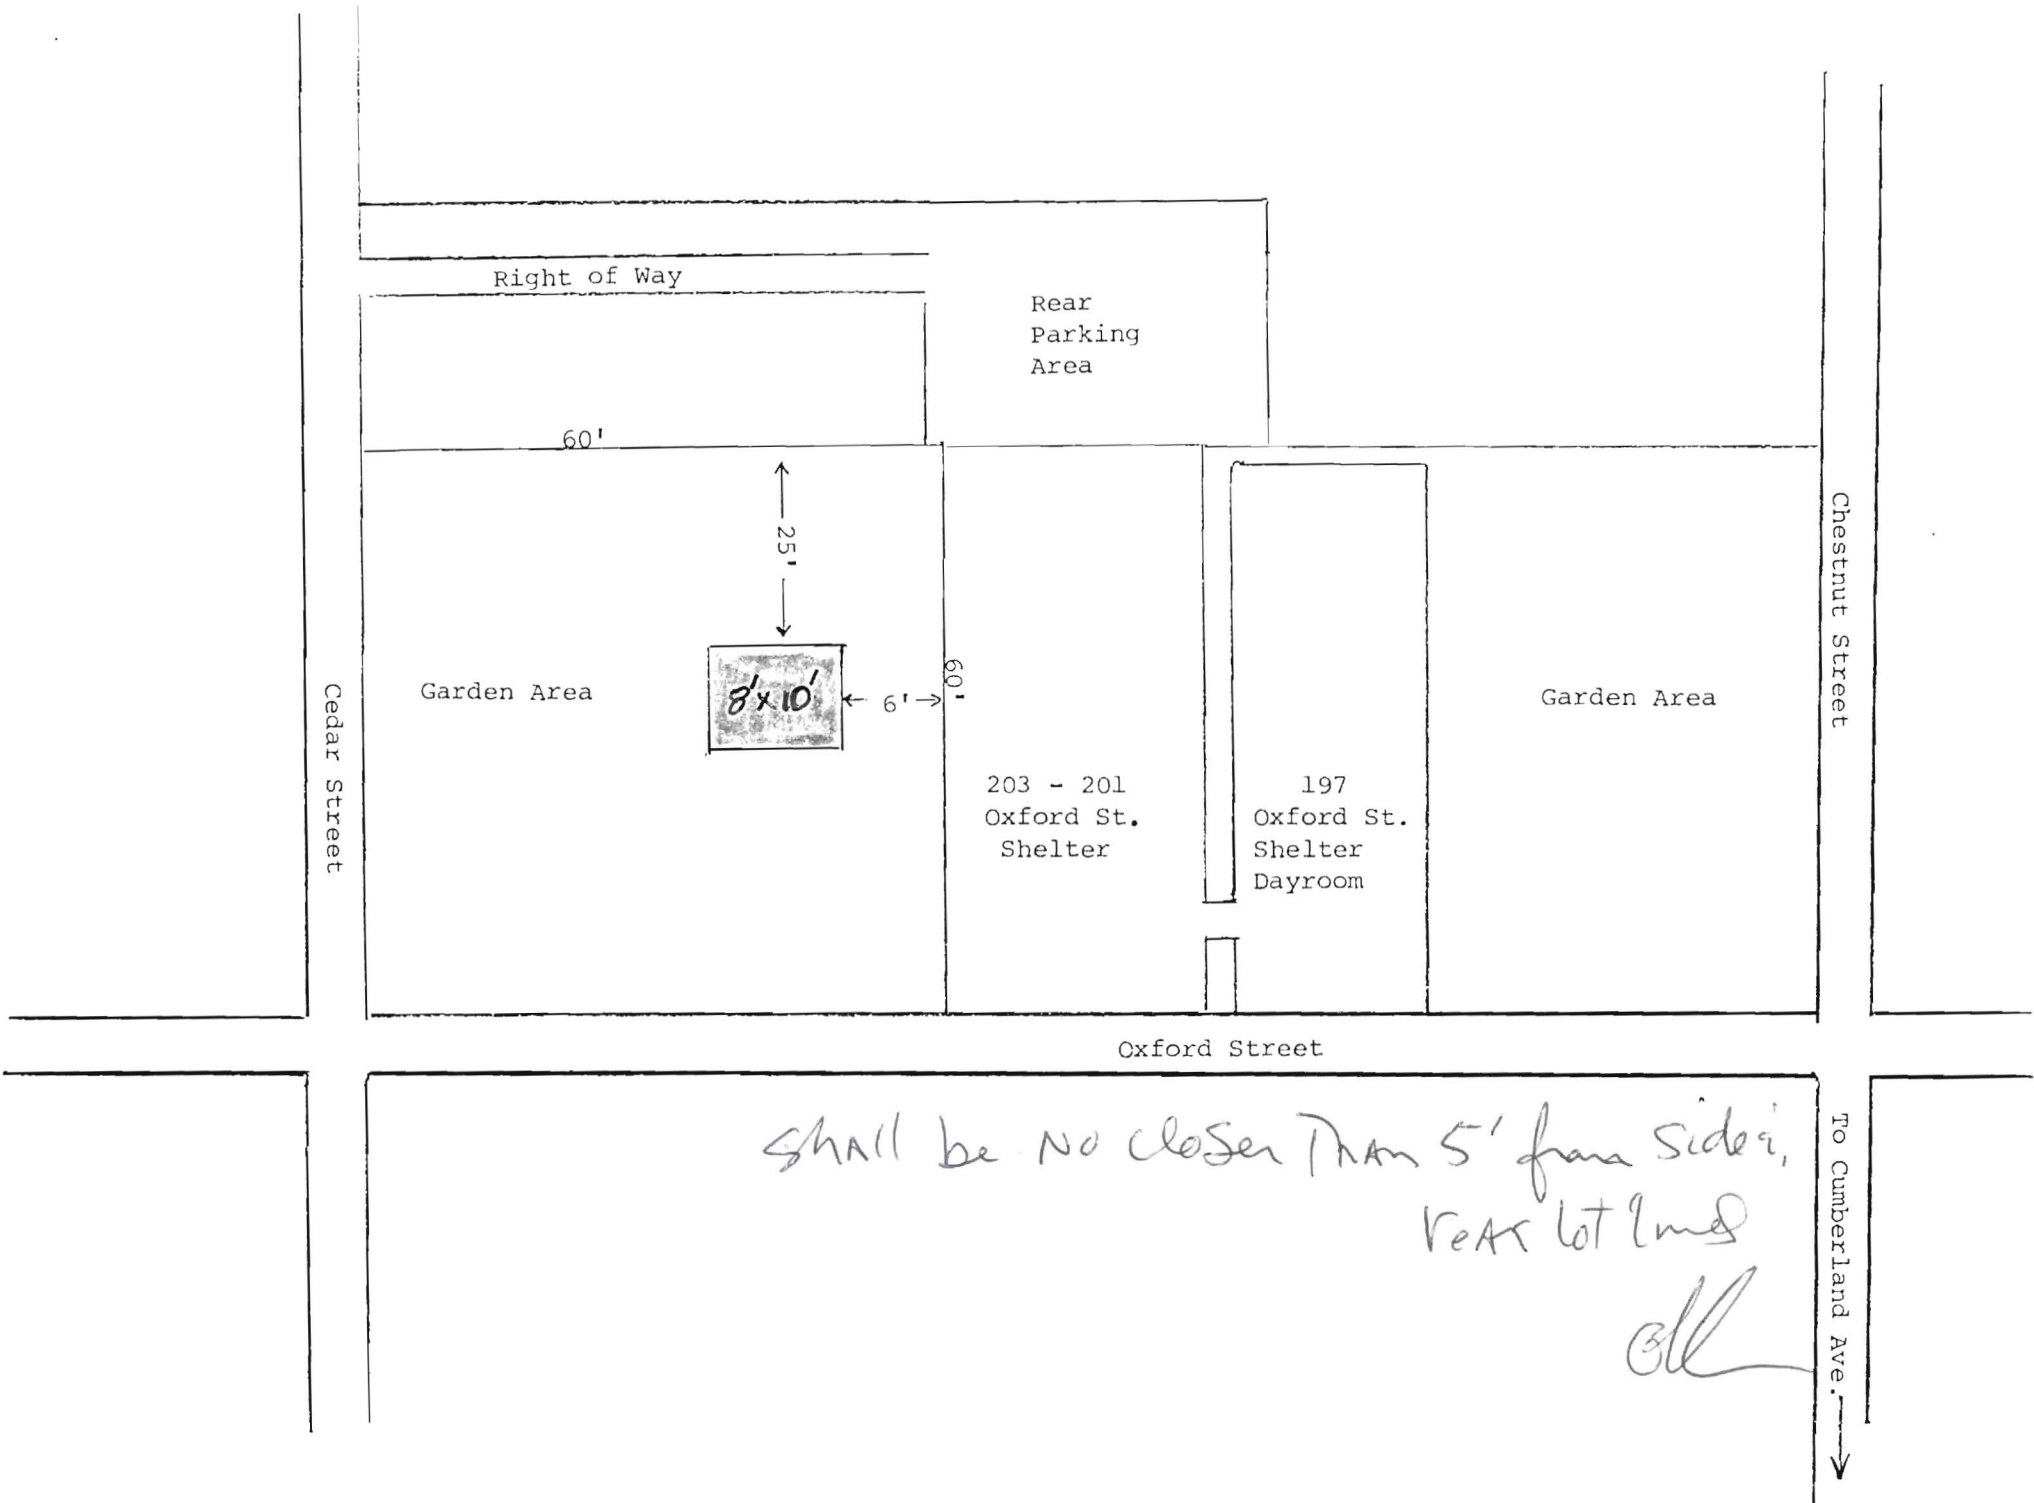 Right of Way
Rear
Parking
Area
60'
25'
Chestnut Street
Cedar Street
Garden Area
8'x10'
6'
60'
Garden Area
203 - 201
Oxford St.
Shelter
197
Oxford St.
Shelter
Dayroom
Oxford Street
To Cumberland Ave.
Shall be No Closer Than 5' from side &
rear lot lines